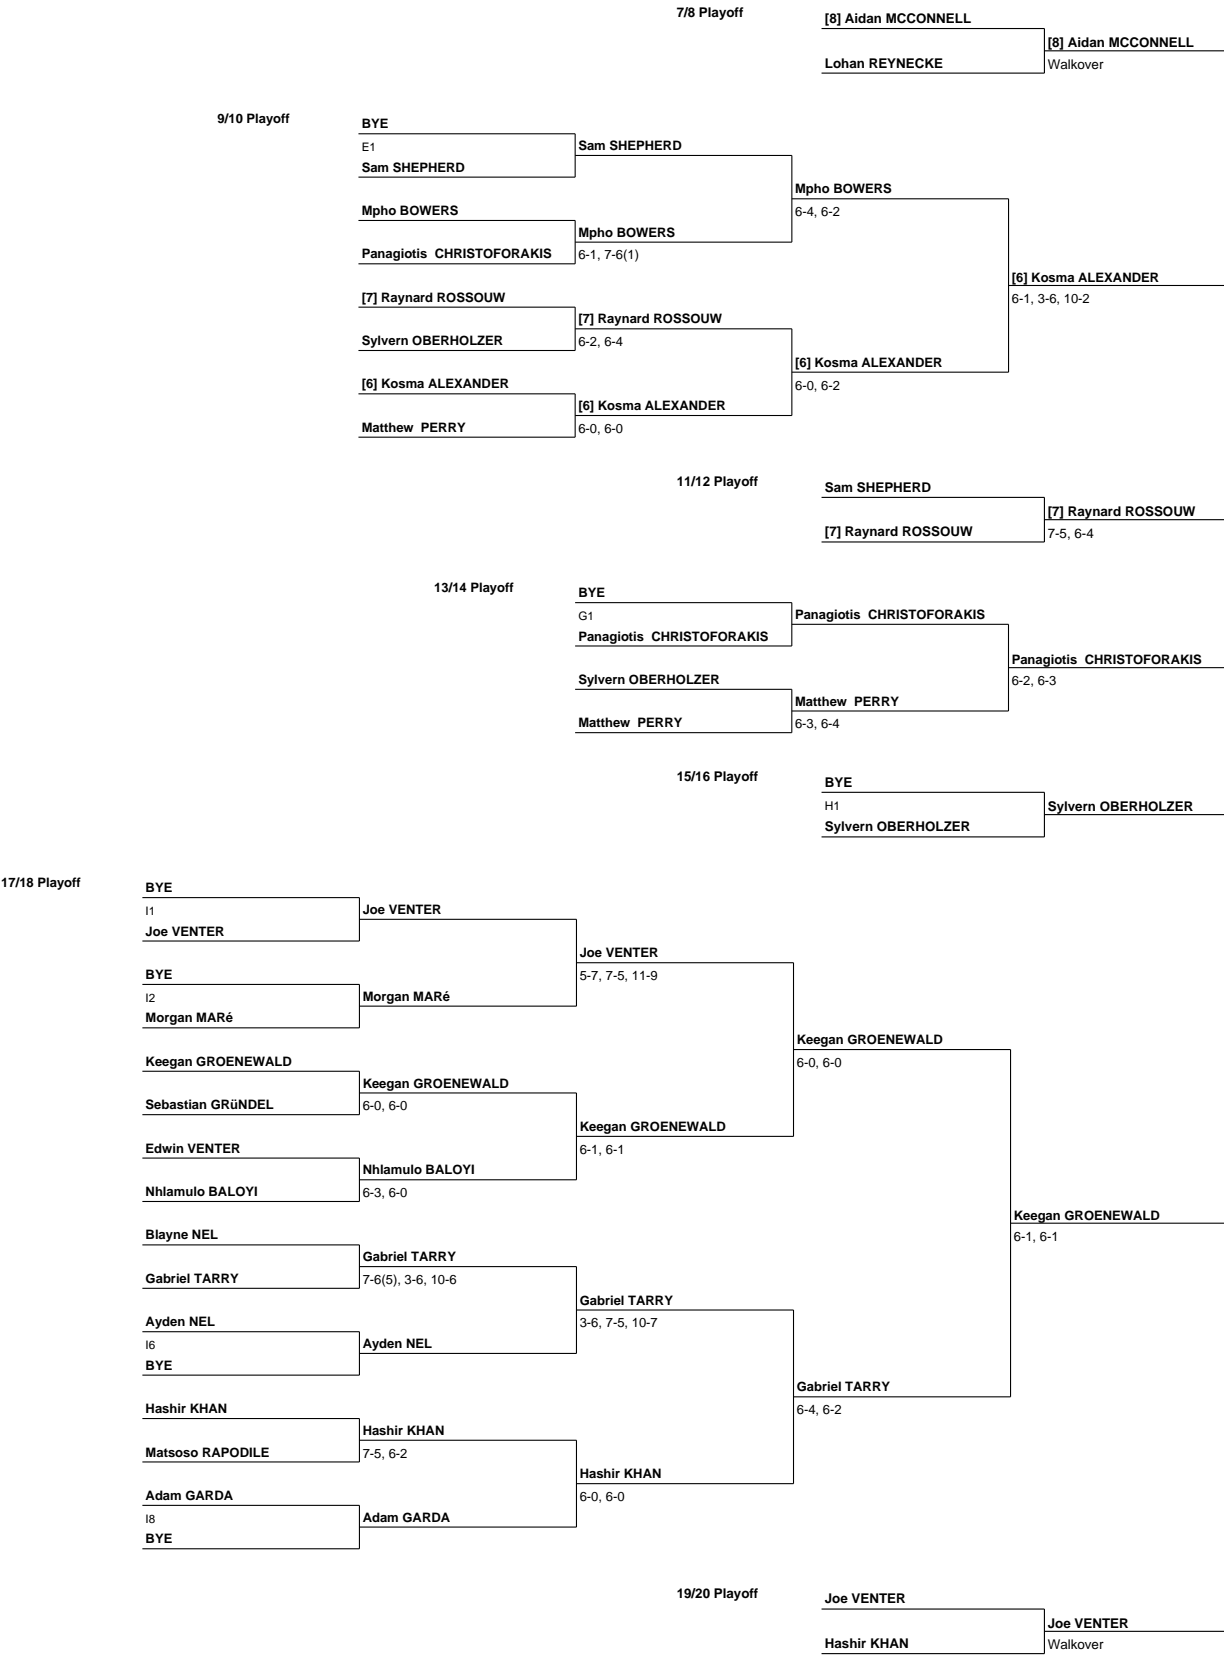 7/8 Playoff
[8] Aidan MCCONNELL
[8] Aidan MCCONNELL
Lohan REYNECKE
Walkover
9/10 Playoff
BYE
E1
Sam SHEPHERD
Sam SHEPHERD
Mpho BOWERS
6-4, 6-2
Mpho BOWERS
Mpho BOWERS
Panagiotis  CHRISTOFORAKIS
6-1, 7-6(1)
[6] Kosma ALEXANDER
6-1, 3-6, 10-2
[7] Raynard ROSSOUW
[7] Raynard ROSSOUW
Sylvern OBERHOLZER
6-2, 6-4
[6] Kosma ALEXANDER
6-0, 6-2
[6] Kosma ALEXANDER
[6] Kosma ALEXANDER
Matthew  PERRY
6-0, 6-0
11/12 Playoff
Sam SHEPHERD
[7] Raynard ROSSOUW
[7] Raynard ROSSOUW
7-5, 6-4
13/14 Playoff
BYE
G1
Panagiotis  CHRISTOFORAKIS
Panagiotis  CHRISTOFORAKIS
Panagiotis  CHRISTOFORAKIS
6-2, 6-3
Sylvern OBERHOLZER
Matthew  PERRY
Matthew  PERRY
6-3, 6-4
15/16 Playoff
BYE
H1
Sylvern OBERHOLZER
Sylvern OBERHOLZER
17/18 Playoff
BYE
I1
Joe VENTER
Joe VENTER
Joe VENTER
5-7, 7-5, 11-9
BYE
I2
Morgan MARé
Morgan MARé
Keegan GROENEWALD
6-0, 6-0
Keegan GROENEWALD
Keegan GROENEWALD
Sebastian GRüNDEL
6-0, 6-0
Keegan GROENEWALD
6-1, 6-1
Edwin VENTER
Nhlamulo BALOYI
Nhlamulo BALOYI
6-3, 6-0
Keegan GROENEWALD
6-1, 6-1
Blayne NEL
Gabriel TARRY
Gabriel TARRY
7-6(5), 3-6, 10-6
Gabriel TARRY
3-6, 7-5, 10-7
Ayden NEL
I6
Ayden NEL
BYE
Gabriel TARRY
6-4, 6-2
Hashir KHAN
Hashir KHAN
Matsoso RAPODILE
7-5, 6-2
Hashir KHAN
6-0, 6-0
Adam GARDA
I8
Adam GARDA
BYE
19/20 Playoff
Joe VENTER
Joe VENTER
Hashir KHAN
Walkover